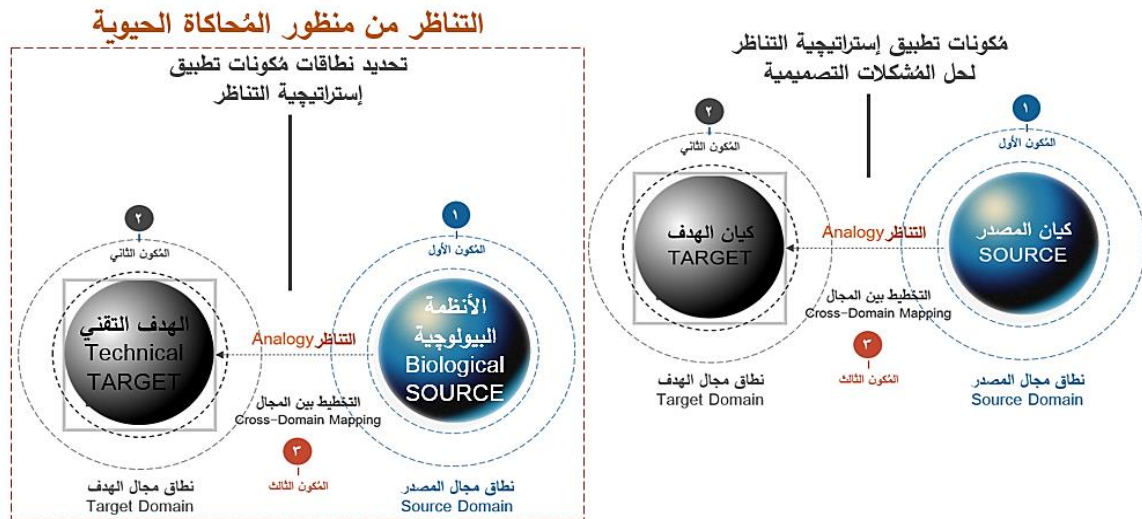 مُكونات تطبيق إستراتيچية التناظر
لحل المُشكلات التصميمية
١
المُكون الأول
٢
المُكون الثاني
كيان المصدر
SOURCE
التناظر Analogy
كيان الهدف
TARGET
التخطيط بين المجال
Cross-Domain Mapping
٣
المُكون الثالث
نطاق مجال المصدر
Source Domain
نطاق مجال الهدف
Target Domain
التناظر من منظور المُحاكاة الحيوية
تحديد نطاقات مُكونات تطبيق
إستراتيچية التناظر
١
المُكون الأول
٢
المُكون الثاني
الأنظمة
البيولوچية
Biological
SOURCE
التناظر Analogy
الهدف التقني
Technical
TARGET
التخطيط بين المجال
Cross-Domain Mapping
٣
المُكون الثالث
نطاق مجال المصدر
Source Domain
نطاق مجال الهدف
Target Domain